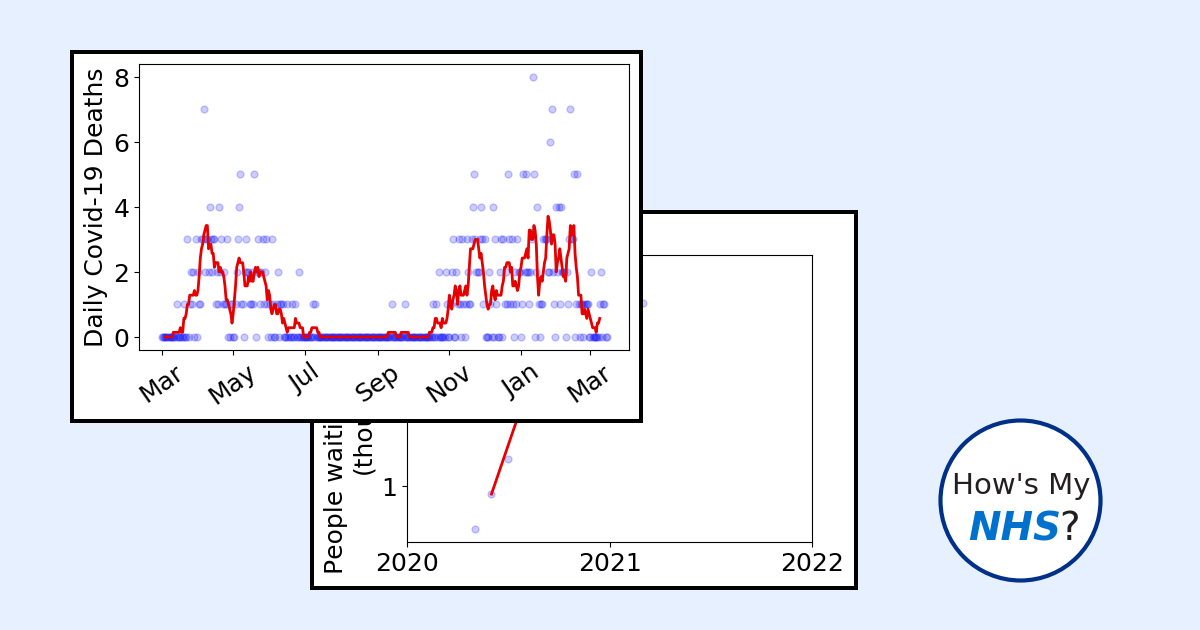 Daily Covid-19 Deaths
8
6
4
2
0
Mar May Jul Sep Nov Jan Mar
People waiti
(thou
1
2020 2021 2022
How's My
NHS?